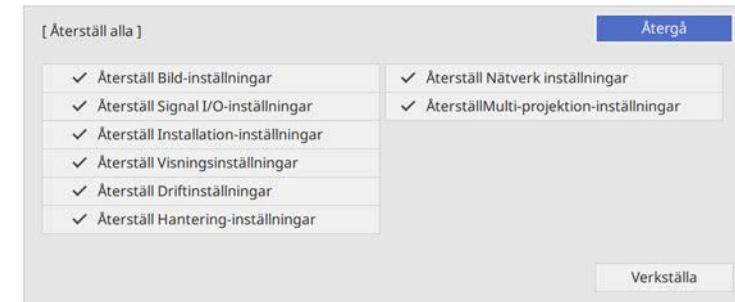 [ Återställ alla ]
Återgå
✓ Återställ Bild-inställningar
✓ Återställ Signal I/O-inställningar
✓ Återställ Installation-inställningar
✓ Återställ Visningsinställningar
✓ Återställ Driftinställningar
✓ Återställ Hantering-inställningar
✓ Återställ Nätverk inställningar
✓ ÅterställMulti-projektion-inställningar
Verkställa